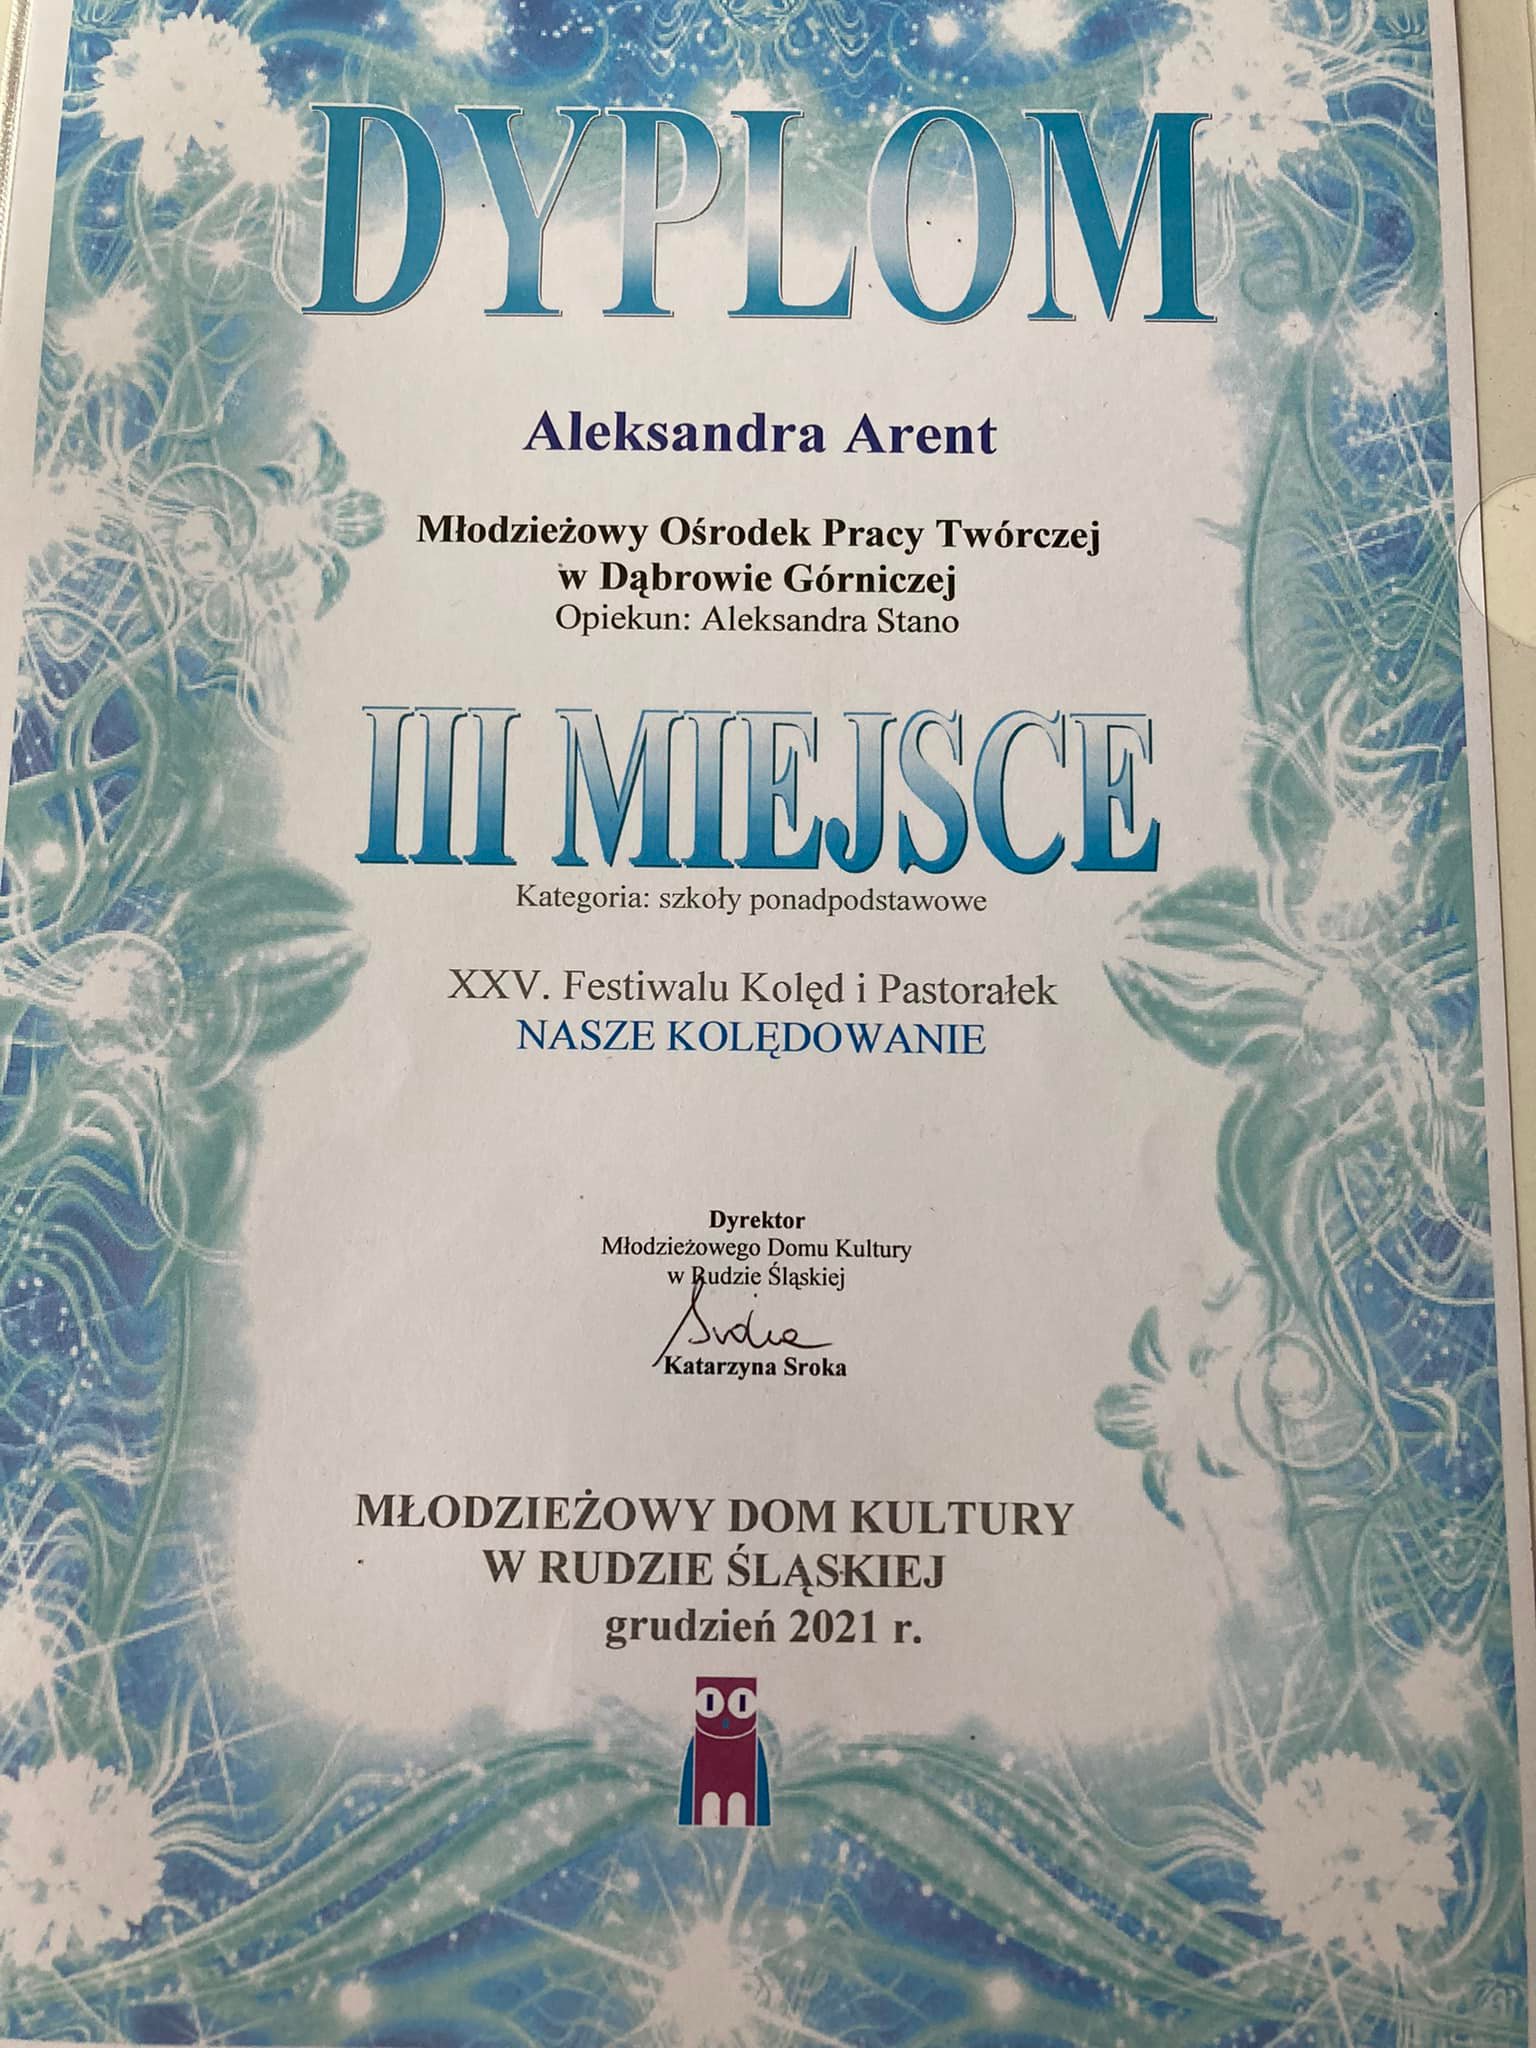 DYPLOM
Aleksandra Arent
Młodzieżowy Ośrodek Pracy Twórczej
w Dąbrowie Górniczej
Opiekun: Aleksandra Stano
III MIEJSCE
Kategoria: szkoły ponadpodstawowe
XXV. Festiwalu Kolęd i Pastorałek
NASZE KOLĘDOWANIE
Dyrektor
Młodzieżowego Domu Kultury
w Rudzie Śląskiej
Sroka
Katarzyna Sroka
MŁODZIEŻOWY DOM KULTURY
W RUDZIE ŚLĄSKIEJ
grudzień 2021 r.